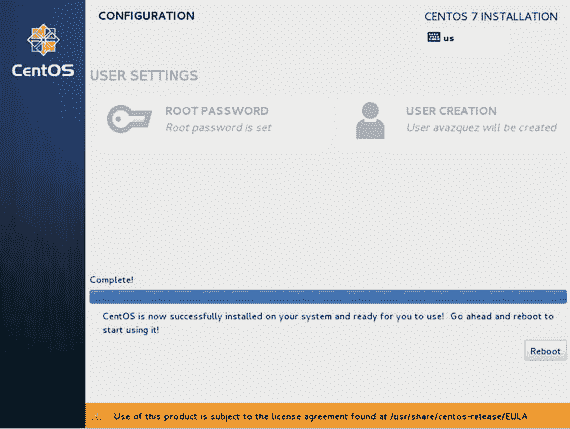 CONFIGURATION
CENTOS 7 INSTALLATION
us
CentOS
USER SETTINGS
ROOT PASSWORD
Root password is set
USER CREATION
User avazquez will be created
Complete!
CentOS is now successfully installed on your system and ready for you to use! Go ahead and reboot to
start using it!
Reboot
Use of this product is subject to the license agreement found at /usr/share/centos-release/EULA